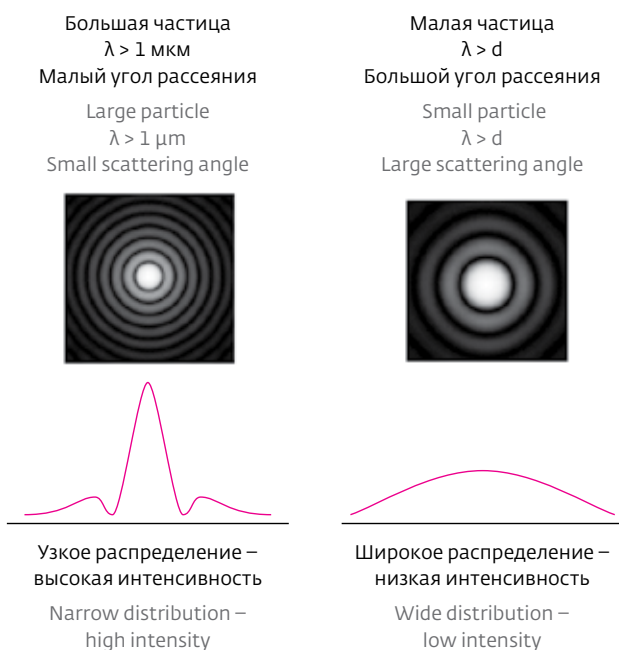 Большая частица
λ > 1 мкм
Малый угол рассеяния
Large particle
λ > 1 μm
Small scattering angle
Малая частица
λ > d
Большой угол рассеяния
Small particle
λ > d
Large scattering angle
Узкое распределение –
высокая интенсивность
Narrow distribution –
high intensity
Широкое распределение –
низкая интенсивность
Wide distribution –
low intensity